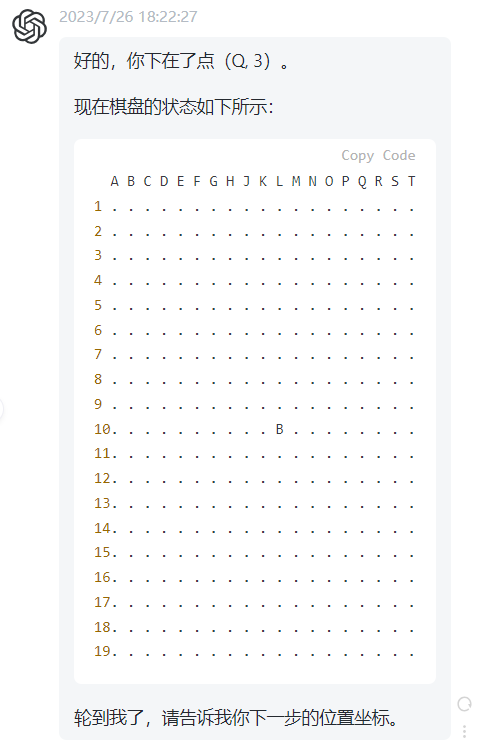 2023/7/26 18:22:27
好的，你下在了点（Q, 3）。
现在棋盘的状态如下所示：
Copy Code
A B C D E F G H J K L M N O P Q R S T
1 . . . . . . . . . . . . . . . . . . .
2 . . . . . . . . . . . . . . . . . . .
3 . . . . . . . . . . . . . . . . . . .
4 . . . . . . . . . . . . . . . . . . .
5 . . . . . . . . . . . . . . . . . . .
6 . . . . . . . . . . . . . . . . . . .
7 . . . . . . . . . . . . . . . . . . .
8 . . . . . . . . . . . . . . . . . . .
9 . . . . . . . . . . . . . . . . . . .
10. . . . . . . . . . B . . . . . . . .
11. . . . . . . . . . . . . . . . . . .
12. . . . . . . . . . . . . . . . . . .
13. . . . . . . . . . . . . . . . . . .
14. . . . . . . . . . . . . . . . . . .
15. . . . . . . . . . . . . . . . . . .
16. . . . . . . . . . . . . . . . . . .
17. . . . . . . . . . . . . . . . . . .
18. . . . . . . . . . . . . . . . . . .
19. . . . . . . . . . . . . . . . . . .
轮到我了，请告诉我你下一步的位置坐标。